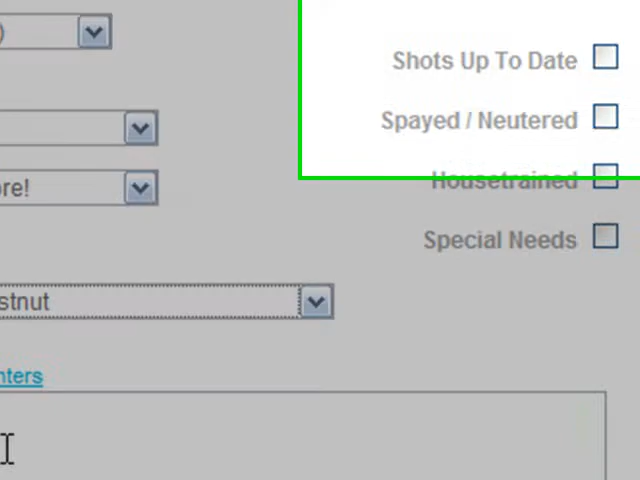 )
Shots Up To Date
Spayed / Neutered
ore!
Housetrained
Special Needs
stnut
nters